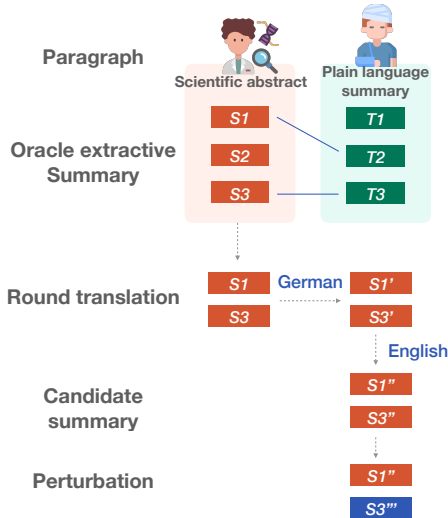 Paragraph
Scientific abstract
Plain language
summary
Oracle extractive
Summary
S1
S2
S3
T1
T2
T3
Round translation
S1
S3
German
S1'
S3'
English
Candidate
summary
S1"
S3"
Perturbation
S1"
S3"'